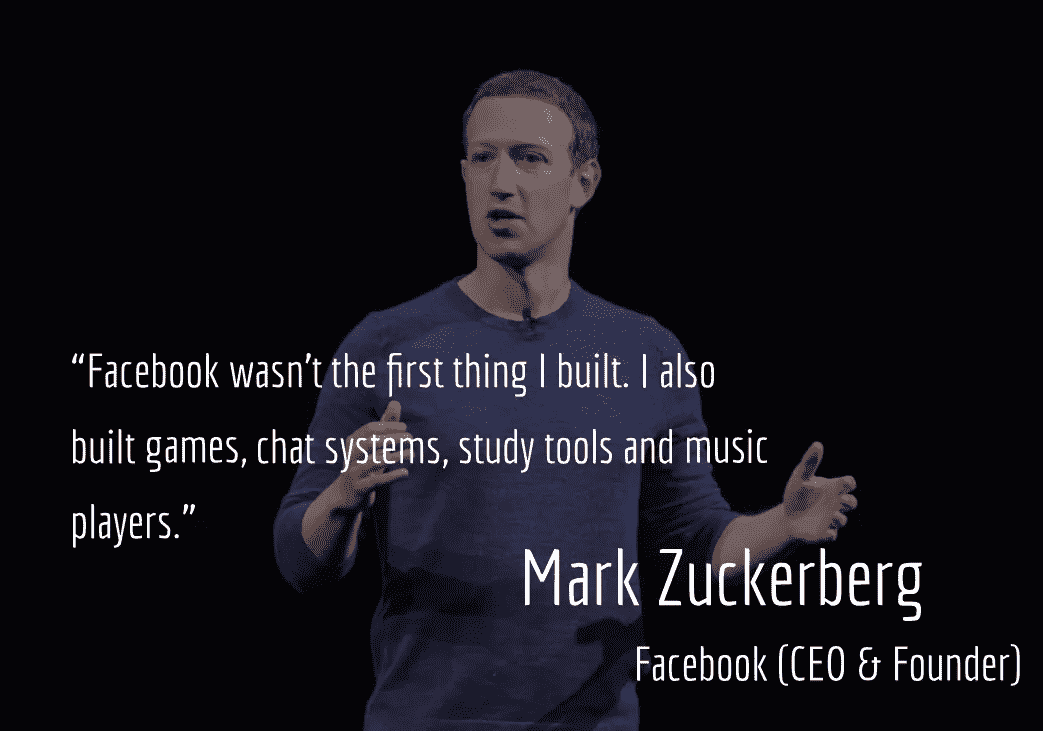 “Facebook wasn’t the first thing I built. I also
built games, chat systems, study tools and music
players.”
Mark Zuckerberg
Facebook (CEO & Founder)